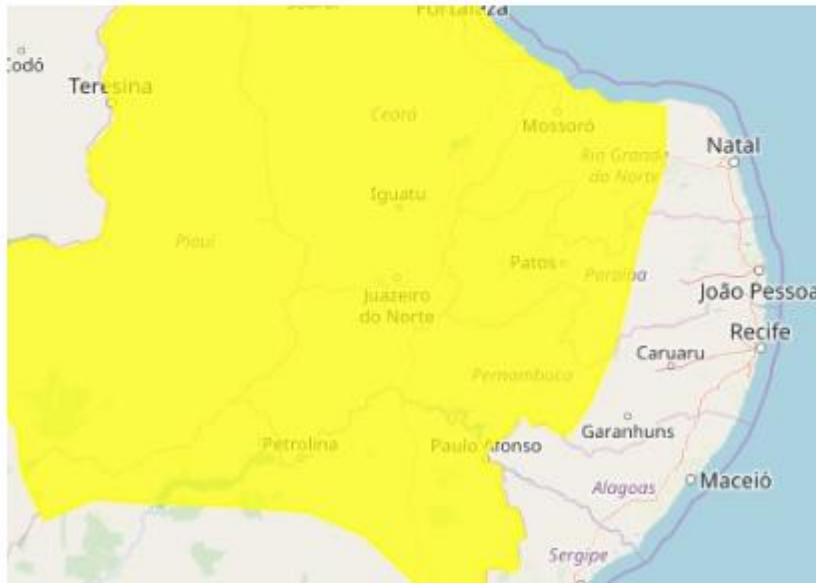 Fortaleza
Codó
Teresina
Ceará
Mossoró
Rio Grande
do Norte
Natal
Iguatu
Piauí
Patos
Paraíba
João Pessoa
Juazeiro
do Norte
Recife
Caruaru
Pernambuco
Garanhuns
Petrolina
Paulo Afonso
Alagoas
Maceió
Sergipe